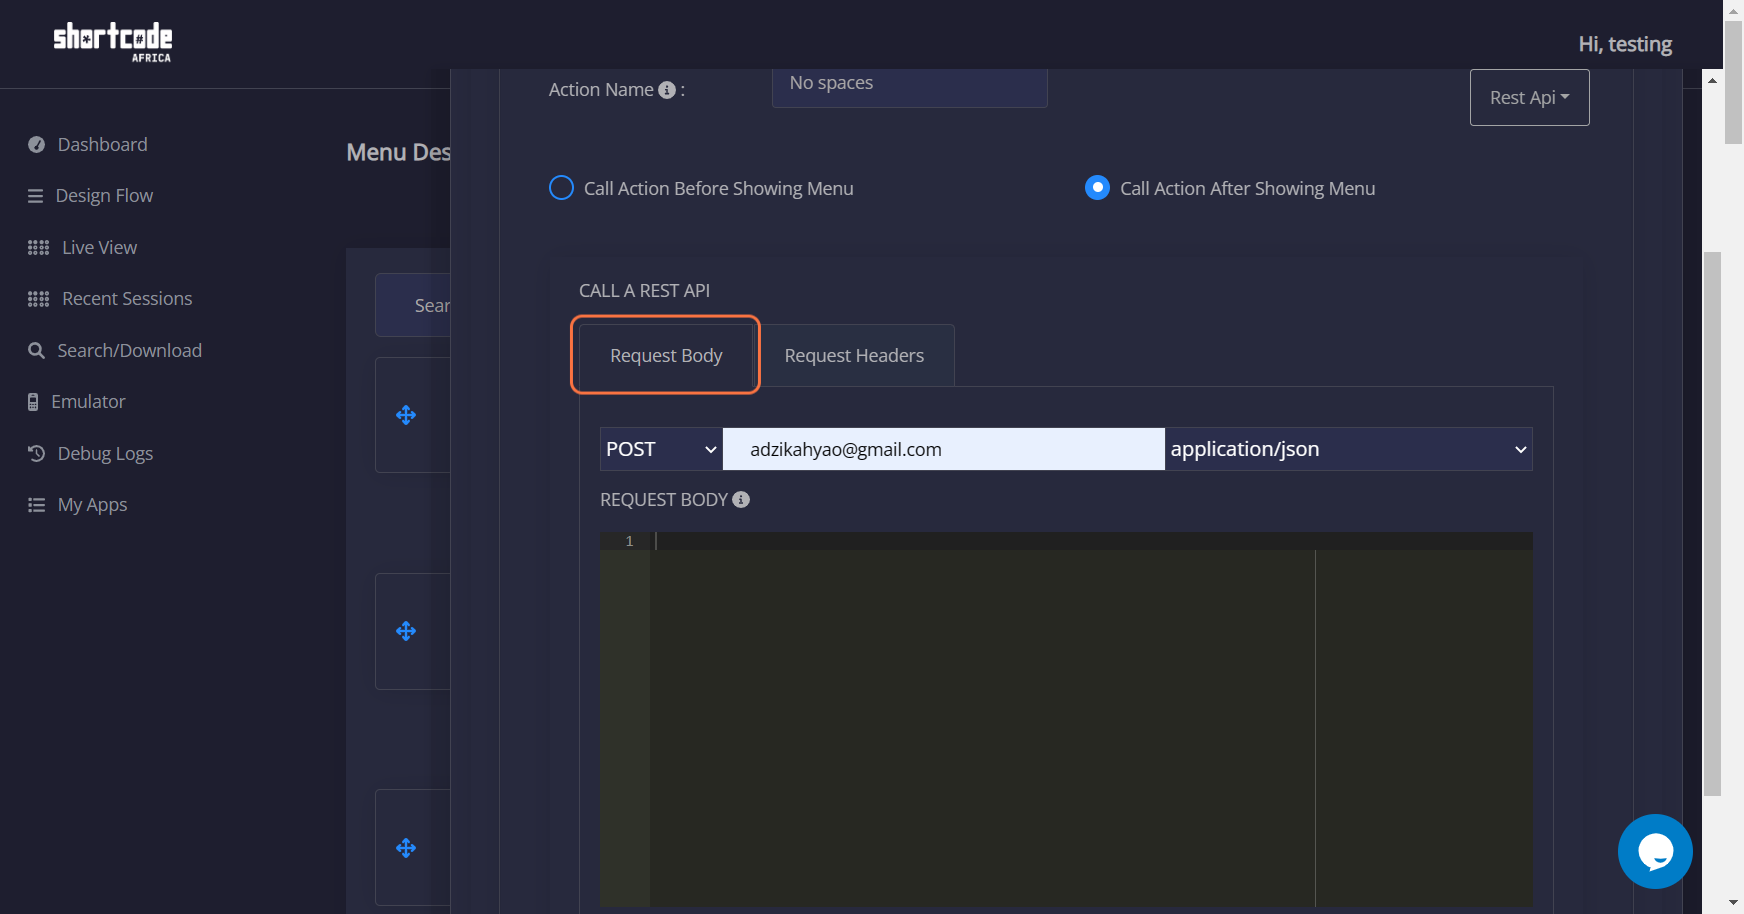 shortcode
AFRICA
Hi, testing
Dashboard
Design Flow
Live View
Recent Sessions
Search/Download
Emulator
Debug Logs
My Apps
Menu Des
Sear
Action Name :
No spaces
Rest Api
Call Action Before Showing Menu
Call Action After Showing Menu
CALL A REST API
Request Body
Request Headers
POST
adzikahyao@gmail.com
application/json
REQUEST BODY
1